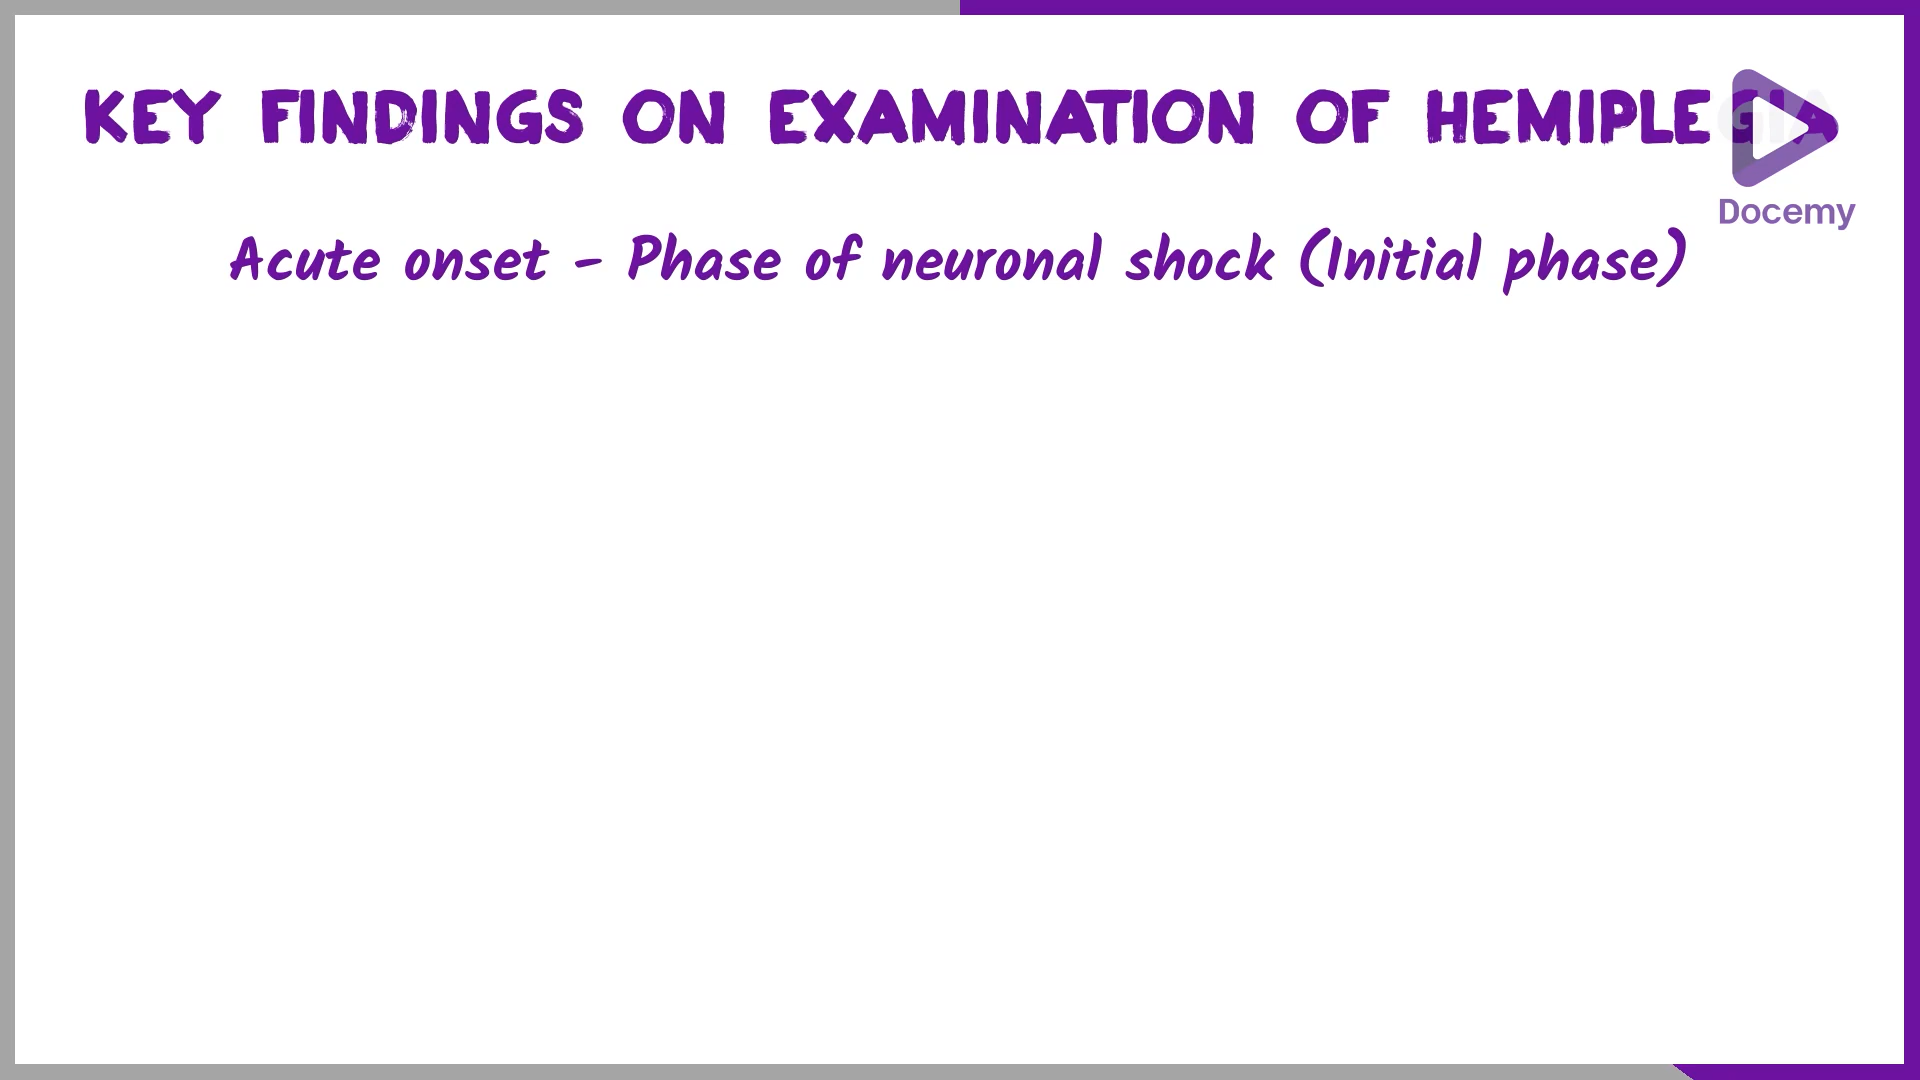 KEY FINDINGS ON EXAMINATION OF HEMIPLEGIA
Docemy
Acute onset - Phase of neuronal shock (Initial phase)